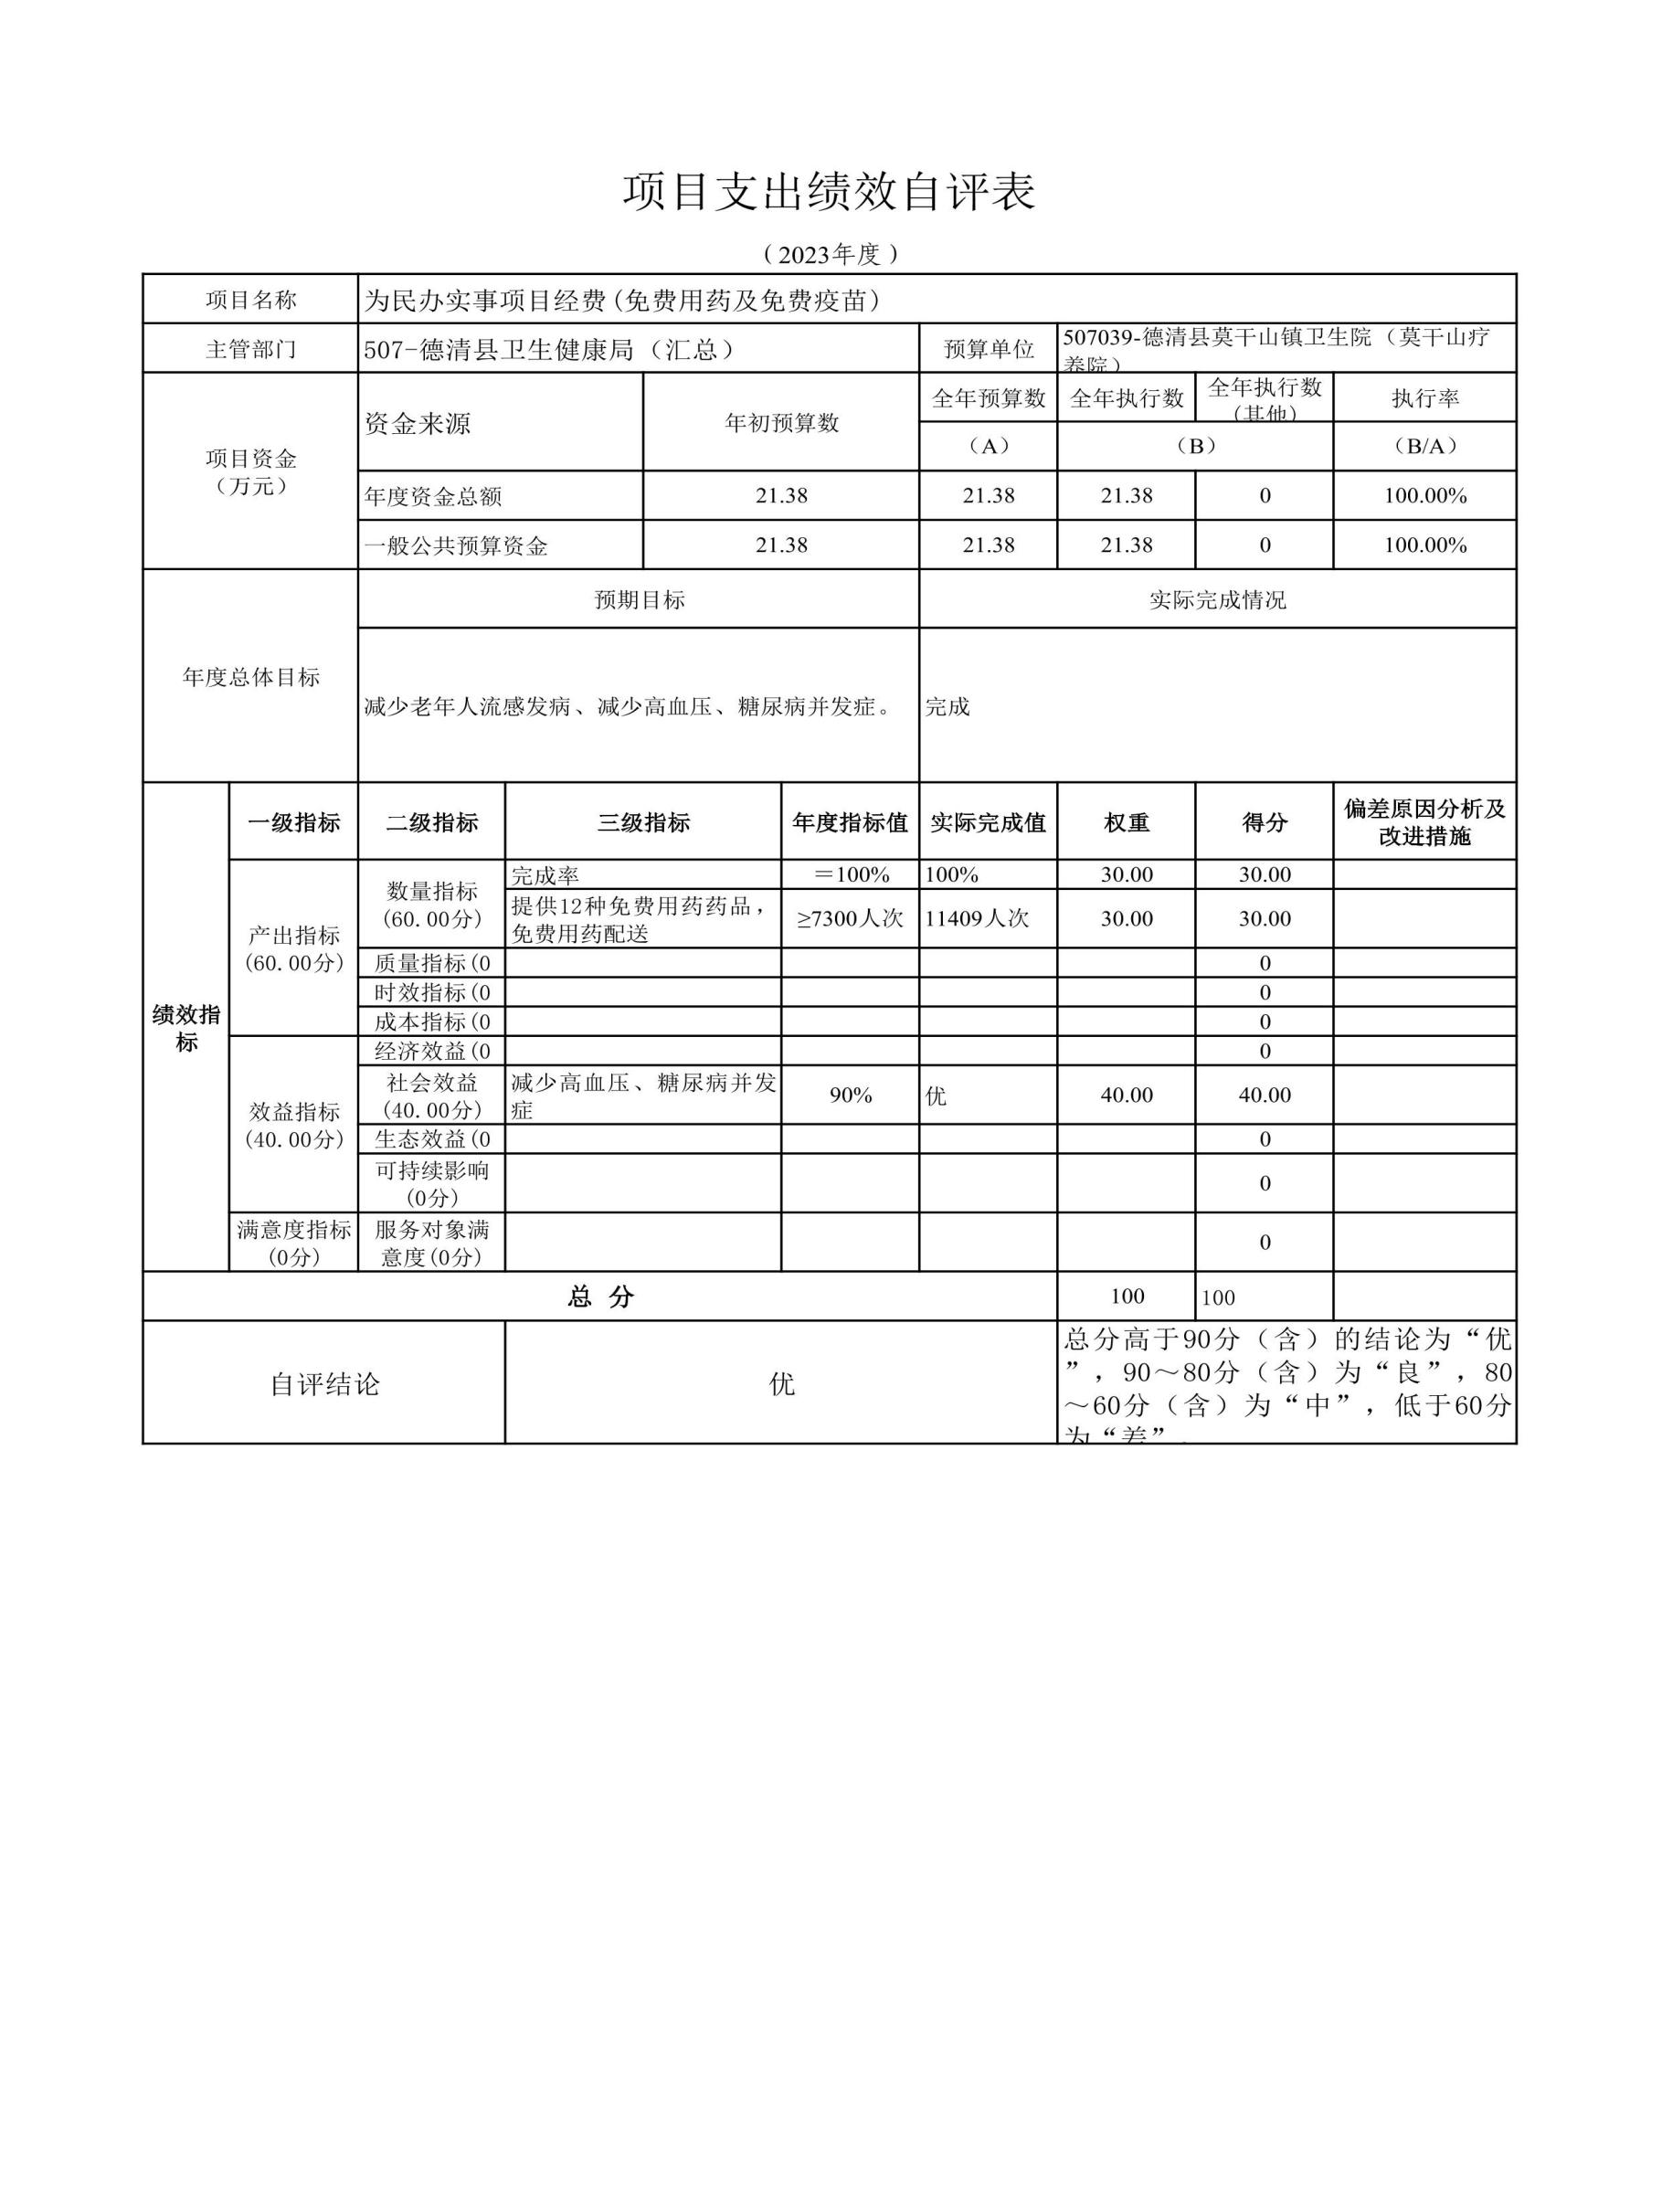 项目支出绩效自评表
（2023年度）
项目名称 为民办实事项目经费(免费用药及免费疫苗)
主管部门 507-德清县卫生健康局（汇总） 预算单位 507039-德清县莫干山镇卫生院（莫干山疗
养院）
项目资金
（万元）
资金来源 年初预算数 全年预算数 全年执行数 全年执行数
（其他） 执行率
（A） （B） （B/A）
年度资金总额 21.38 21.38 21.38 0 100.00%
一般公共预算资金 21.38 21.38 21.38 0 100.00%
年度总体目标
预期目标 实际完成情况
减少老年人流感发病、减少高血压、糖尿病并发症。 完成
绩效指
标
一级指标 二级指标 三级指标 年度指标值 实际完成值 权重 得分 偏差原因分析及
改进措施
产出指标
(60.00分)
数量指标
(60.00分)
完成率 ＝100% 100% 30.00 30.00
提供12种免费用药药品，
免费用药配送 ≥7300人次 11409人次 30.00 30.00
质量指标(0 0
时效指标(0 0
成本指标(0 0
效益指标
(40.00分)
经济效益(0 0
社会效益
(40.00分)
减少高血压、糖尿病并发
症 90% 优 40.00 40.00
生态效益(0 0
可持续影响
(0分) 0
满意度指标
(0分)
服务对象满
意度(0分) 0
总 分 100 100
自评结论 优
总分高于90分（含）的结论为“优
”，90～80分（含）为“良”，80
～60分（含）为“中”，低于60分
为“差”。